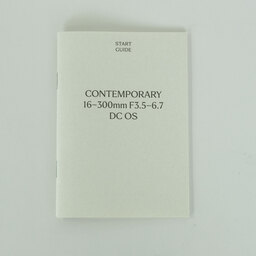 START
GUIDE
CONTEMPORARY
16–300mm F3.5–6.7
DC OS